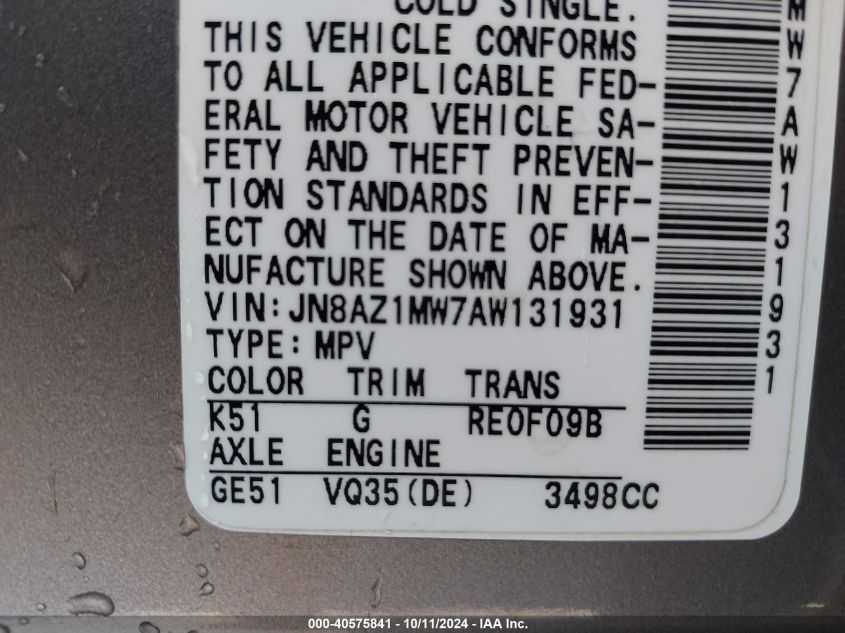 COLD SINGLE.
THIS VEHICLE CONFORMS
TO ALL APPLICABLE FED-
ERAL MOTOR VEHICLE SA-
FETY AND THEFT PREVEN-
TION STANDARDS IN EFF-
ECT ON THE DATE OF MA-
NUFACTURE SHOWN ABOVE.
VIN:JN8AZ1MW7AW131931
TYPE:MPV
COLOR TRIM TRANS
K51 G RE0F09B
AXLE ENGINE
GE51 VQ35(DE) 3498CC
MW7AW131931
000-40575841 - 10/11/2024 - IAA Inc.